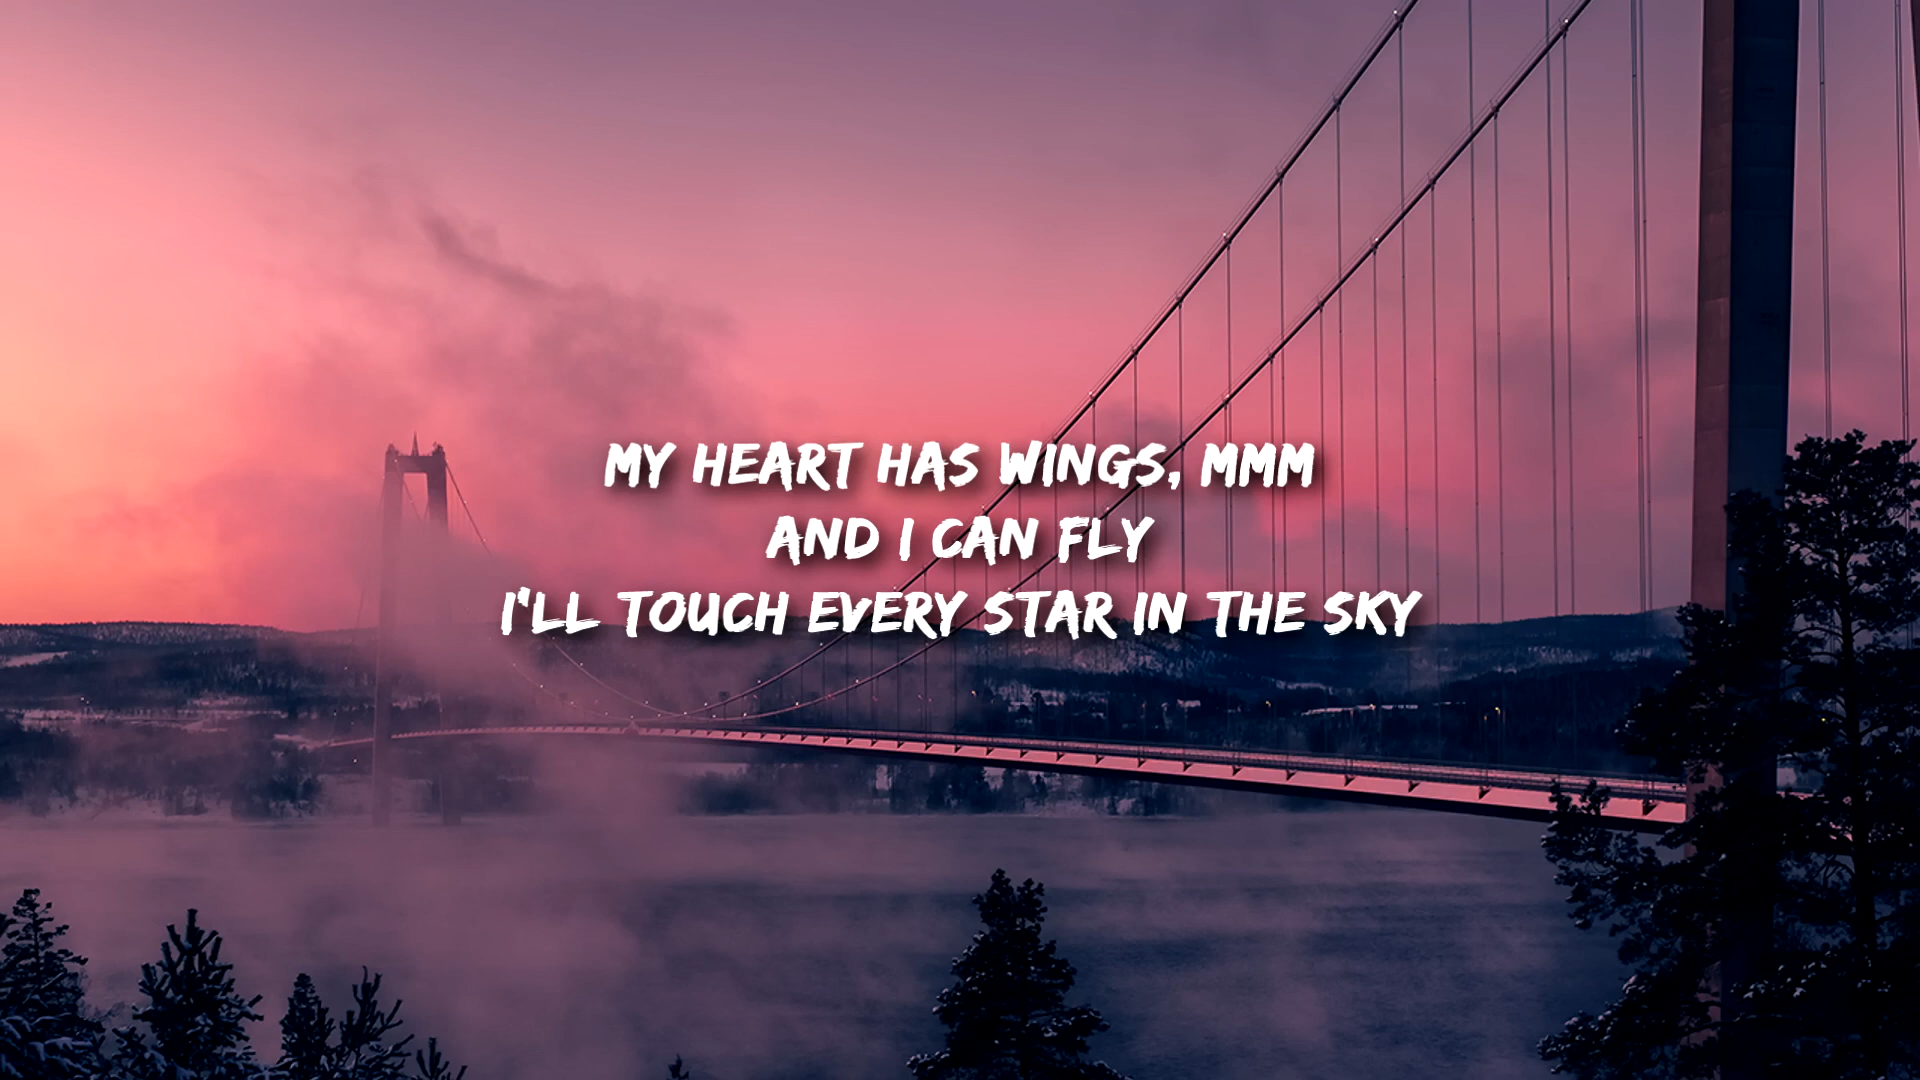 MY HEART HAS WINGS, MMM
AND I CAN FLY
I'LL TOUCH EVERY STAR IN THE SKY